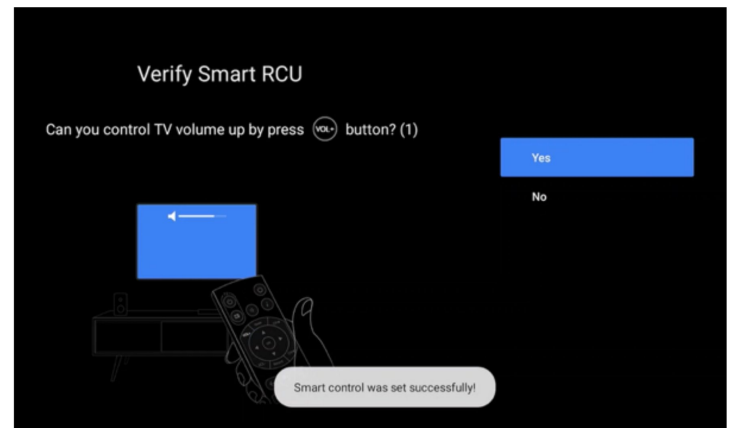 Verify Smart RCU
Can you control TV volume up by press VOL+ button? (1)
Yes
No
Smart control was set successfully!